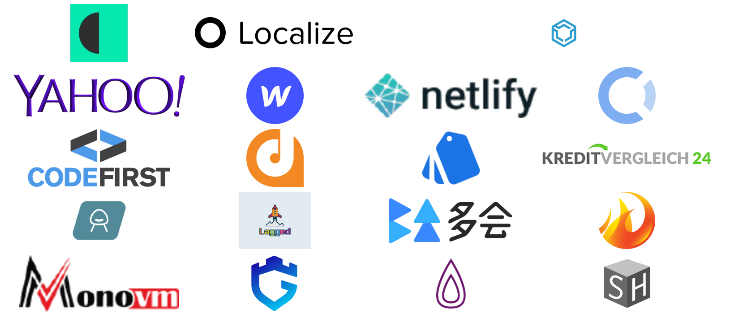 Localize
YAHOO!
w
netlify
CODEFIRST
d
KREDITVERGLEICH 24
Lagged
多会
MonoVM
SH